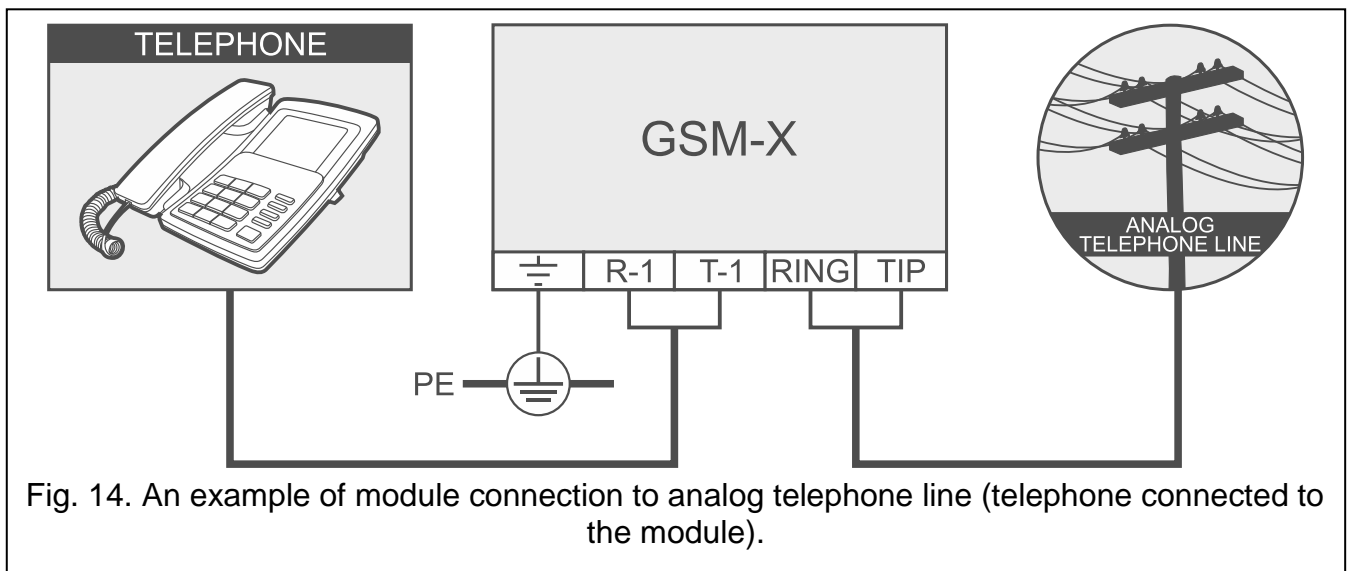 TELEPHONE
GSM-X
R-1 T-1 RING TIP
ANALOG
TELEPHONE LINE
PE
Fig. 14. An example of module connection to analog telephone line (telephone connected to
the module).